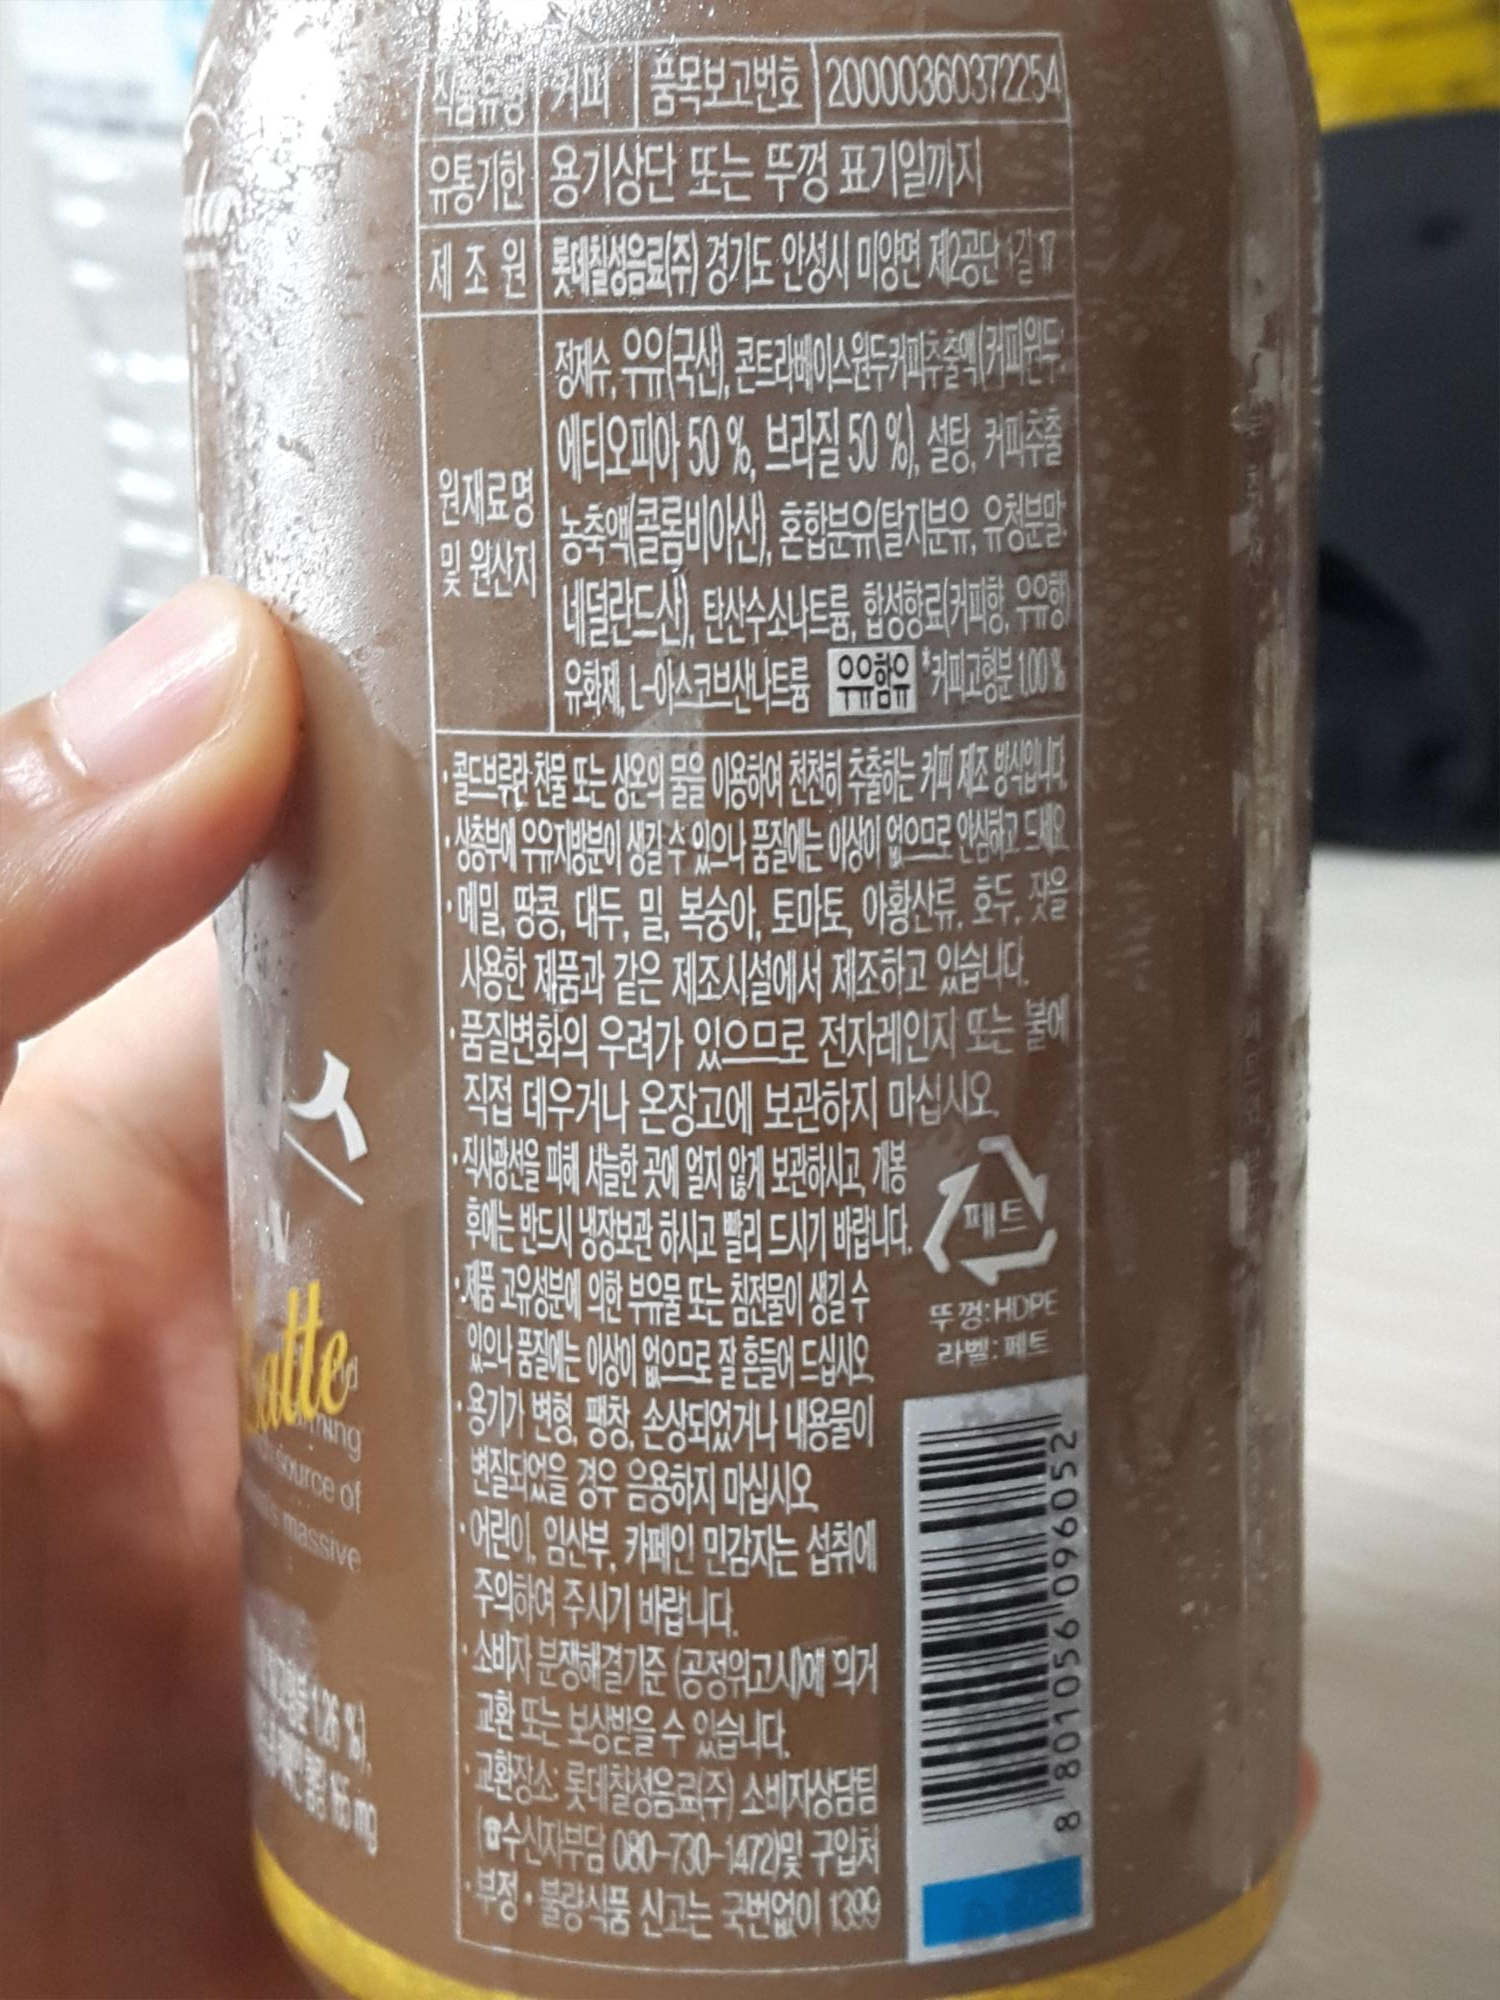 식품유형 커피 품목보고번호 20000360372254
유통기한 용기상단 또는 뚜껑 표기일까지
제 조 원 롯데칠성음료(주) 경기도 안성시 미양면 제2공단 1길 17
원재료명 및 원산지
정제수, 우유(국산), 콘트라베이스원두커피추출액(커피원두:
에티오피아 50 %, 브라질 50 %), 설탕, 커피추출
농축액(콜롬비아산), 혼합분유(탈지분유, 유청분말:
네덜란드산), 탄산수소나트륨, 합성향료(커피향, 우유향)
유화제, L-아스코브산나트륨 우유함유 *커피고형분 1.00 %
· 콜드브루란 찬물 또는 상온의 물을 이용하여 천천히 추출하는 커피 제조 방식입니다.
· 상층부에 우유지방분이 생길 수 있으나 품질에는 이상이 없으므로 안심하고 드세요.
· 메밀, 땅콩, 대두, 밀, 복숭아, 토마토, 아황산류, 호두, 잣을
사용한 제품과 같은 제조시설에서 제조하고 있습니다.
· 품질변화의 우려가 있으므로 전자레인지 또는 불에
직접 데우거나 온장고에 보관하지 마십시오.
· 직사광선을 피해 서늘한 곳에 얼지 않게 보관하시고, 개봉
후에는 반드시 냉장보관 하시고 빨리 드시기 바랍니다.
· 제품 고유성분에 의한 부유물 또는 침전물이 생길 수
있으나 품질에는 이상이 없으므로 잘 흔들어 드십시오.
· 용기가 변형, 팽창, 손상되었거나 내용물이
변질되었을 경우 음용하지 마십시오.
· 어린이, 임산부, 카페인 민감자는 섭취에
주의하여 주시기 바랍니다.
· 소비자 분쟁해결기준 (공정위고시)에 의거
교환 또는 보상받을 수 있습니다.
· 교환장소: 롯데칠성음료(주) 소비자상담팀
(☎수신자부담 080-730-1472)및 구입처
· 부정 · 불량식품 신고는 국번없이 1399
페트
뚜껑:HDPE
라벨:페트
8 801056 096052
Latte
source of
massive
1.26 %)
165 mg